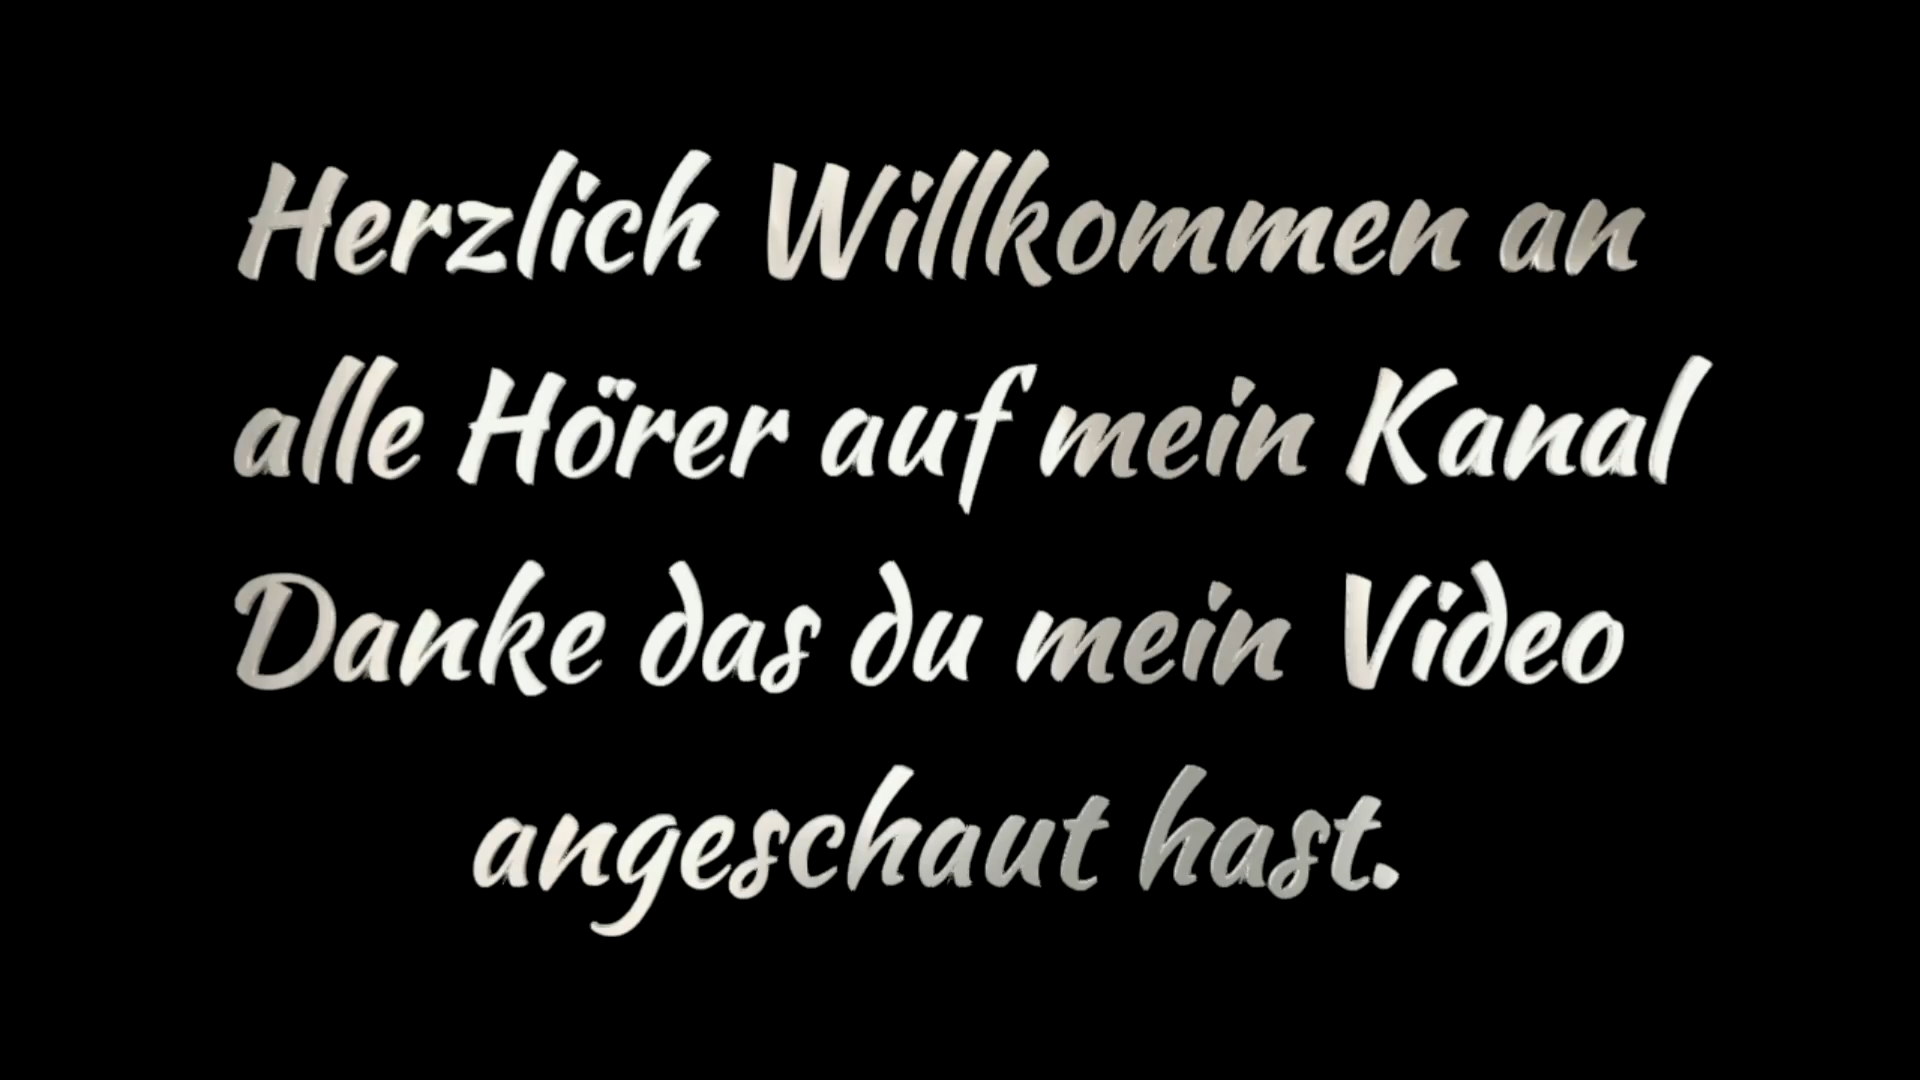 Herzlich Willkommen an
alle Hörer auf mein Kanal
Danke das du mein Video
angeschaut hast.